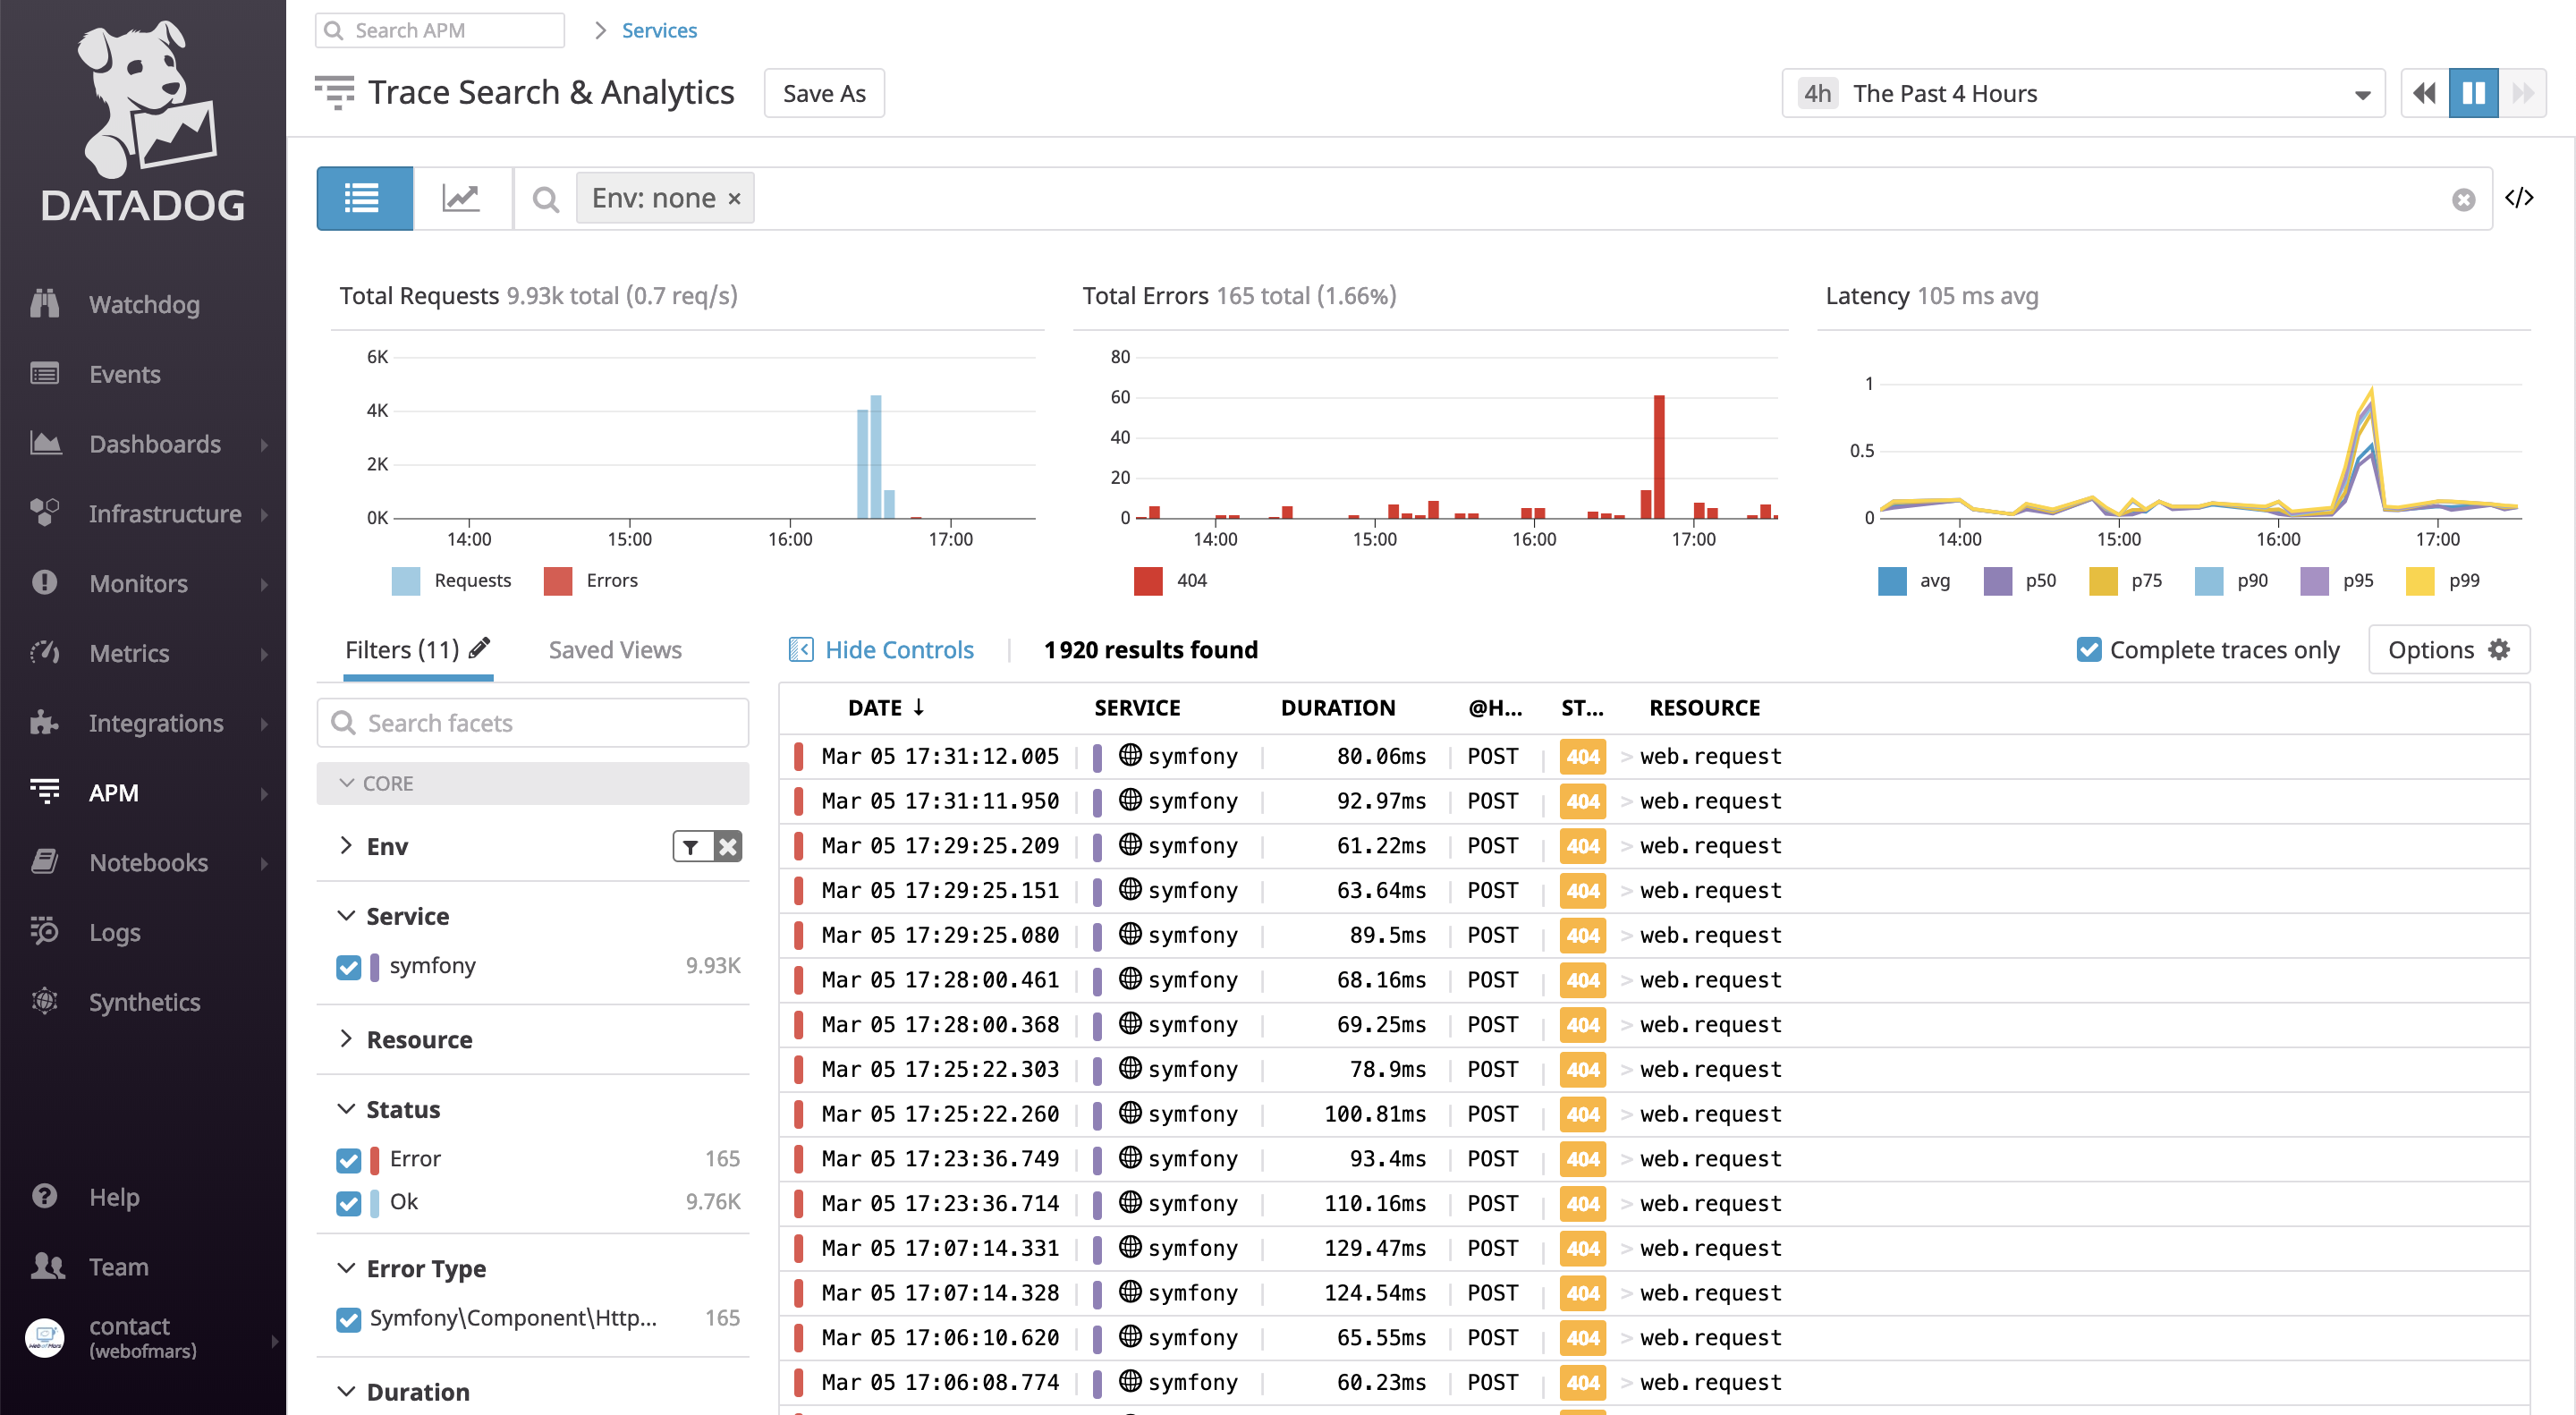 DATADOG
Watchdog
Events
Dashboards
Infrastructure
Monitors
Metrics
Integrations
APM
Notebooks
Logs
Synthetics
Help
Team
contact
(webofmars)
Search APM
Services
Trace Search & Analytics
Save As
4h The Past 4 Hours
Env: none ×
</>
Total Requests 9.93k total (0.7 req/s)
6K
4K
2K
0K
14:00 15:00 16:00 17:00
Requests Errors
Total Errors 165 total (1.66%)
80
60
40
20
0
14:00 15:00 16:00 17:00
404
Latency 105 ms avg
1
0.5
0
14:00 15:00 16:00 17:00
avg p50 p75 p90 p95 p99
Filters (11)
Saved Views
Search facets
CORE
Env
Service
symfony 9.93K
Resource
Status
Error 165
Ok 9.76K
Error Type
Symfony\Component\Http... 165
Duration
Hide Controls
1 920 results found
Complete traces only
Options
DATE ↓ SERVICE DURATION @H... ST... RESOURCE
Mar 05 17:31:12.005 symfony 80.06ms POST 404 > web.request
Mar 05 17:31:11.950 symfony 92.97ms POST 404 > web.request
Mar 05 17:29:25.209 symfony 61.22ms POST 404 > web.request
Mar 05 17:29:25.151 symfony 63.64ms POST 404 > web.request
Mar 05 17:29:25.080 symfony 89.5ms POST 404 > web.request
Mar 05 17:28:00.461 symfony 68.16ms POST 404 > web.request
Mar 05 17:28:00.368 symfony 69.25ms POST 404 > web.request
Mar 05 17:25:22.303 symfony 78.9ms POST 404 > web.request
Mar 05 17:25:22.260 symfony 100.81ms POST 404 > web.request
Mar 05 17:23:36.749 symfony 93.4ms POST 404 > web.request
Mar 05 17:23:36.714 symfony 110.16ms POST 404 > web.request
Mar 05 17:07:14.331 symfony 129.47ms POST 404 > web.request
Mar 05 17:07:14.328 symfony 124.54ms POST 404 > web.request
Mar 05 17:06:10.620 symfony 65.55ms POST 404 > web.request
Mar 05 17:06:08.774 symfony 60.23ms POST 404 > web.request